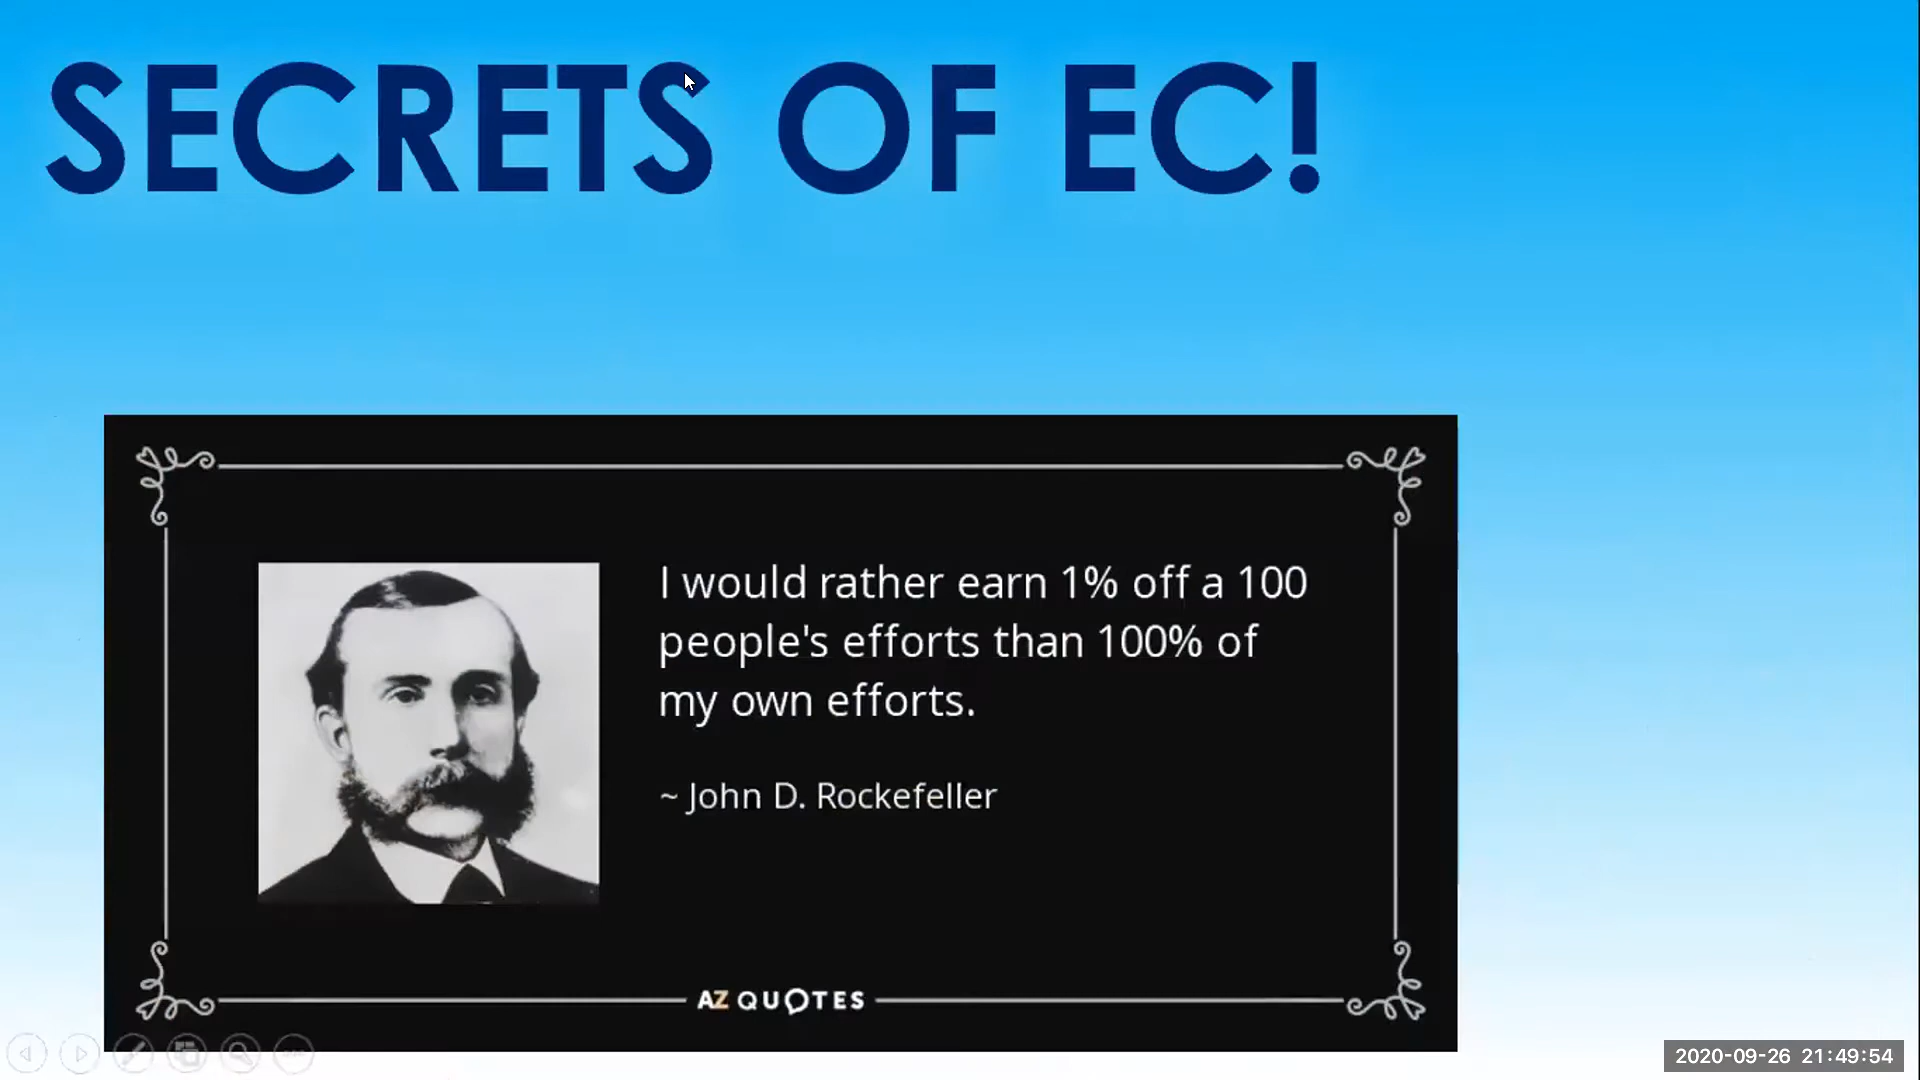 SECRETS OF EC!
I would rather earn 1% off a 100
people's efforts than 100% of
my own efforts.
~ John D. Rockefeller
AZ QUOTES
2020-09-26 21:49:54